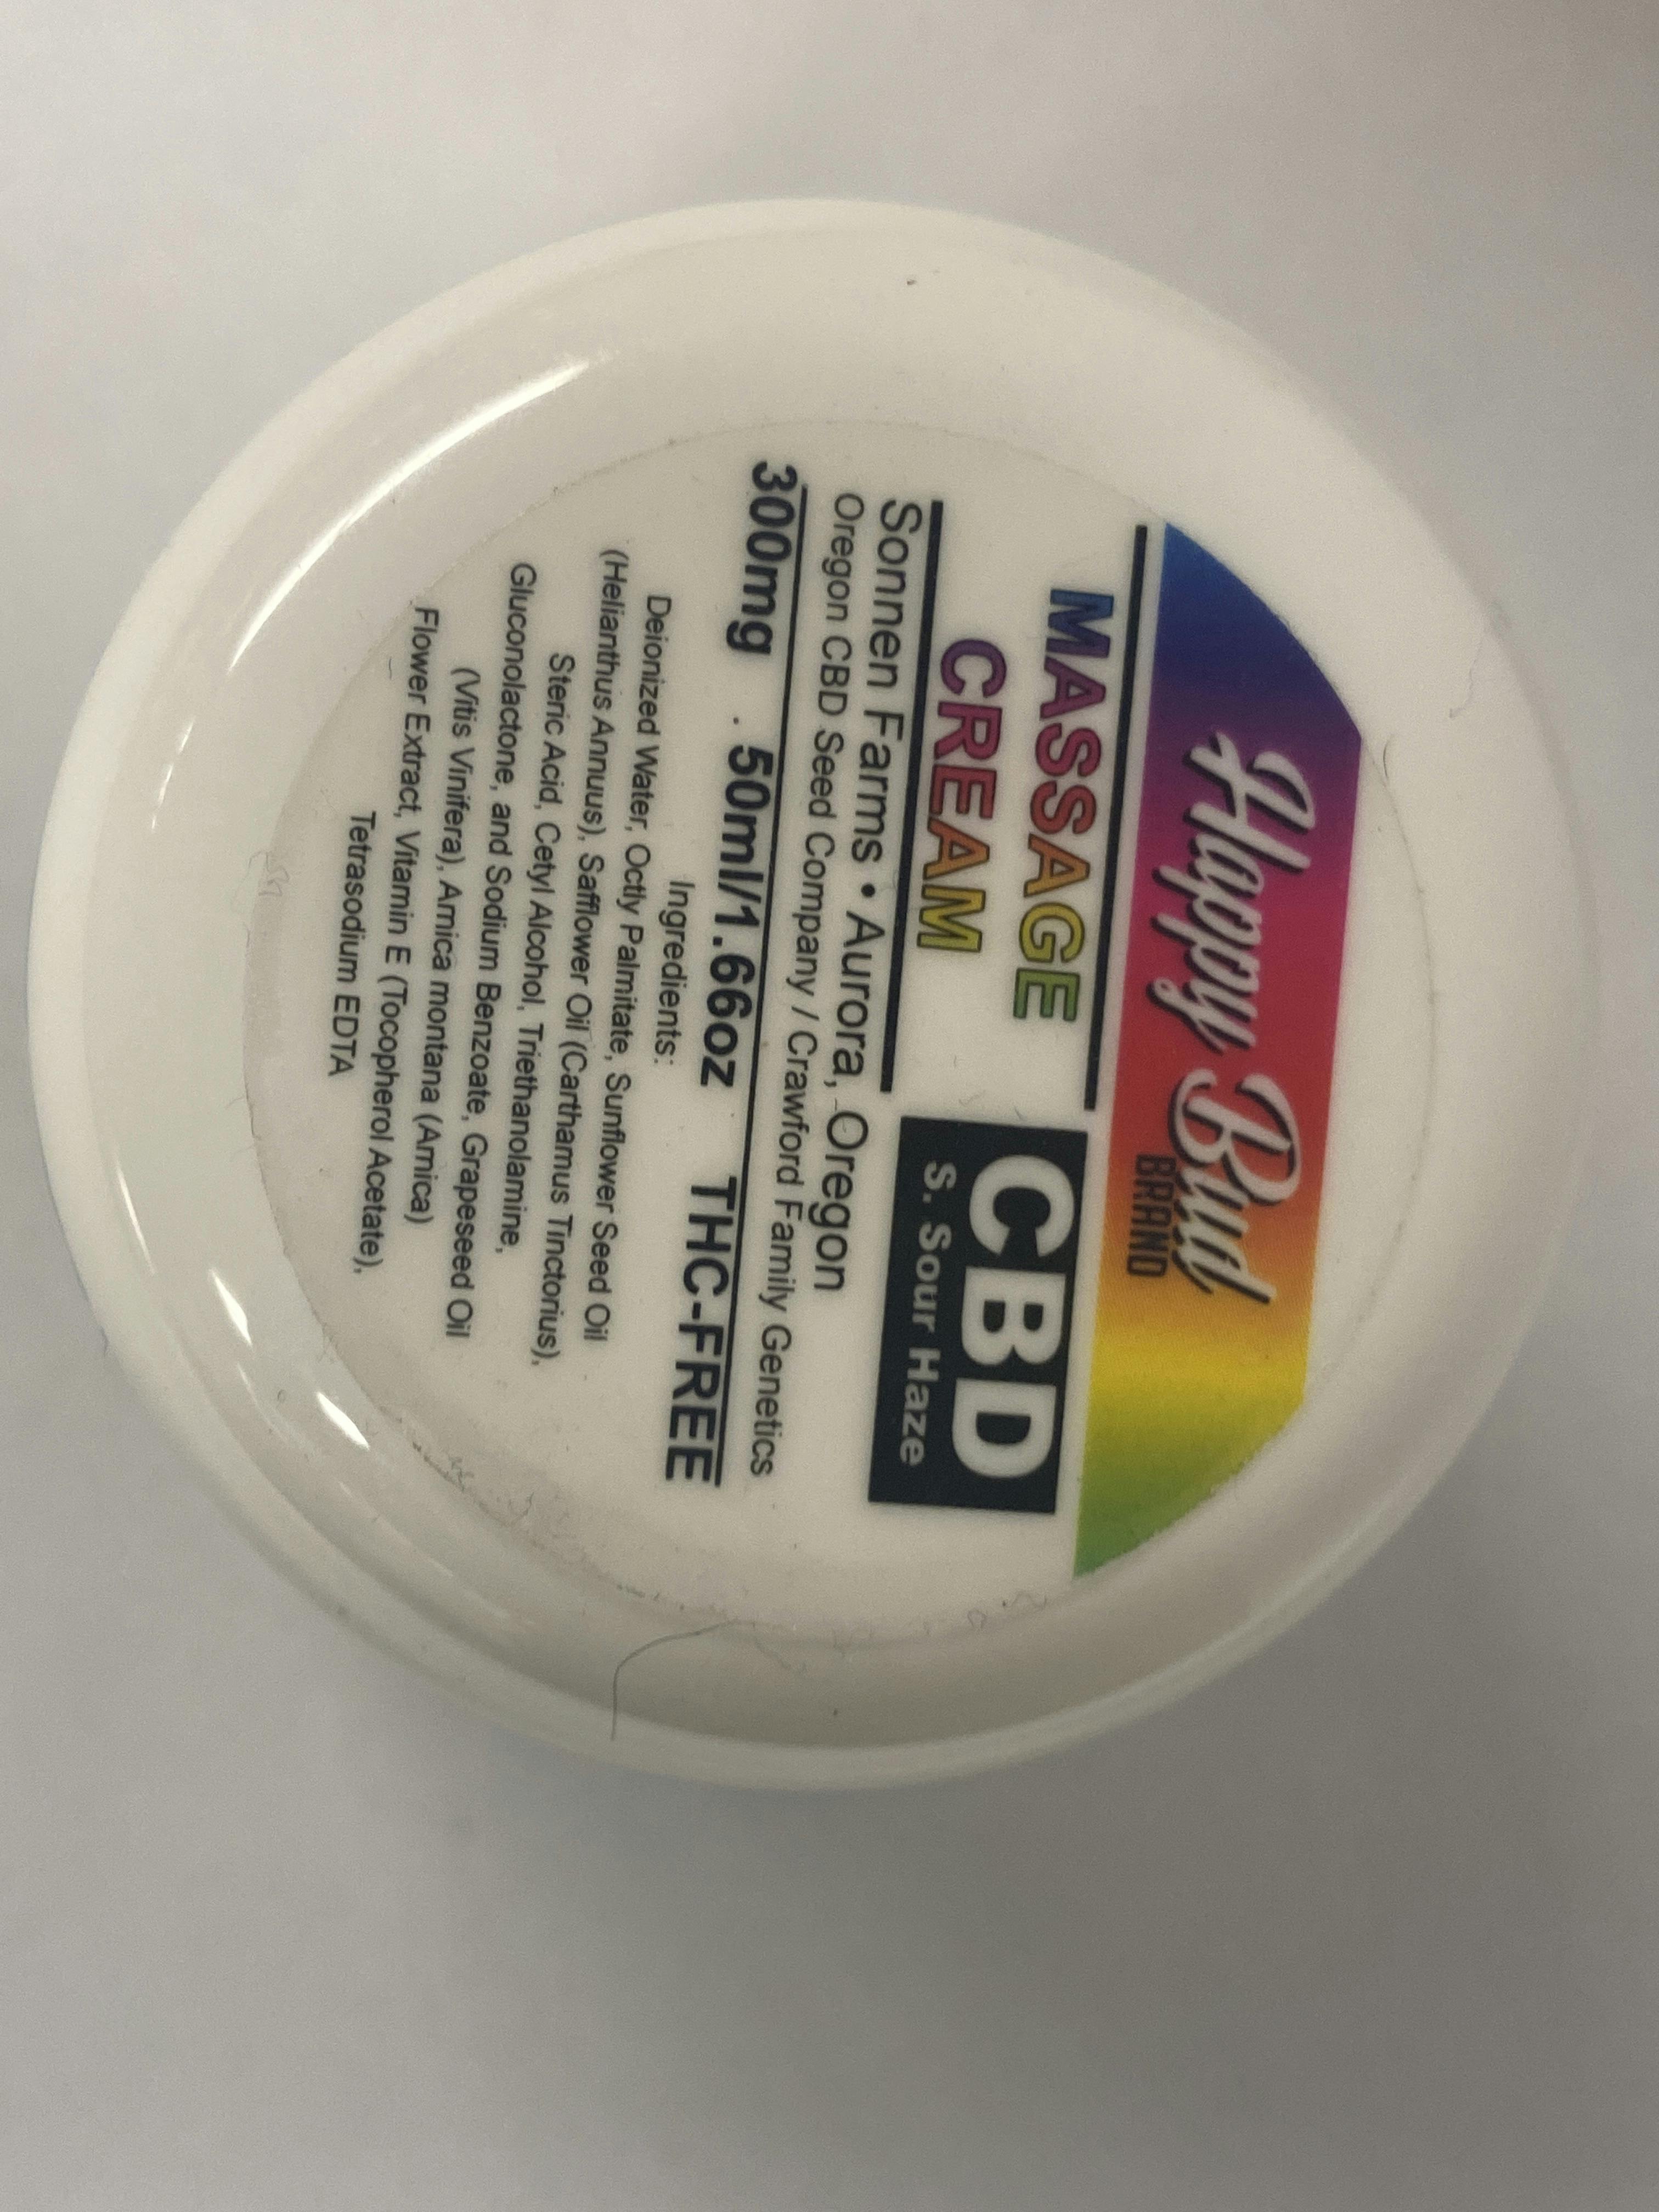 Happy Bud
BRAND
MASSAGE
CREAM
CBD
S. Sour Haze
Sonnen Farms • Aurora, Oregon
Oregon CBD Seed Company / Crawford Family Genetics
300mg . 50ml/1.66oz THC-FREE
Ingredients:
Deionized Water, Octly Palmitate, Sunflower Seed Oil
(Helianthus Annuus), Safflower Oil (Carthamus Tinctorius),
Steric Acid, Cetyl Alcohol, Triethanolamine,
Gluconolactone, and Sodium Benzoate, Grapeseed Oil
(Vitis Vinifera), Arnica montana (Arnica)
Flower Extract, Vitamin E (Tocopherol Acetate),
Tetrasodium EDTA